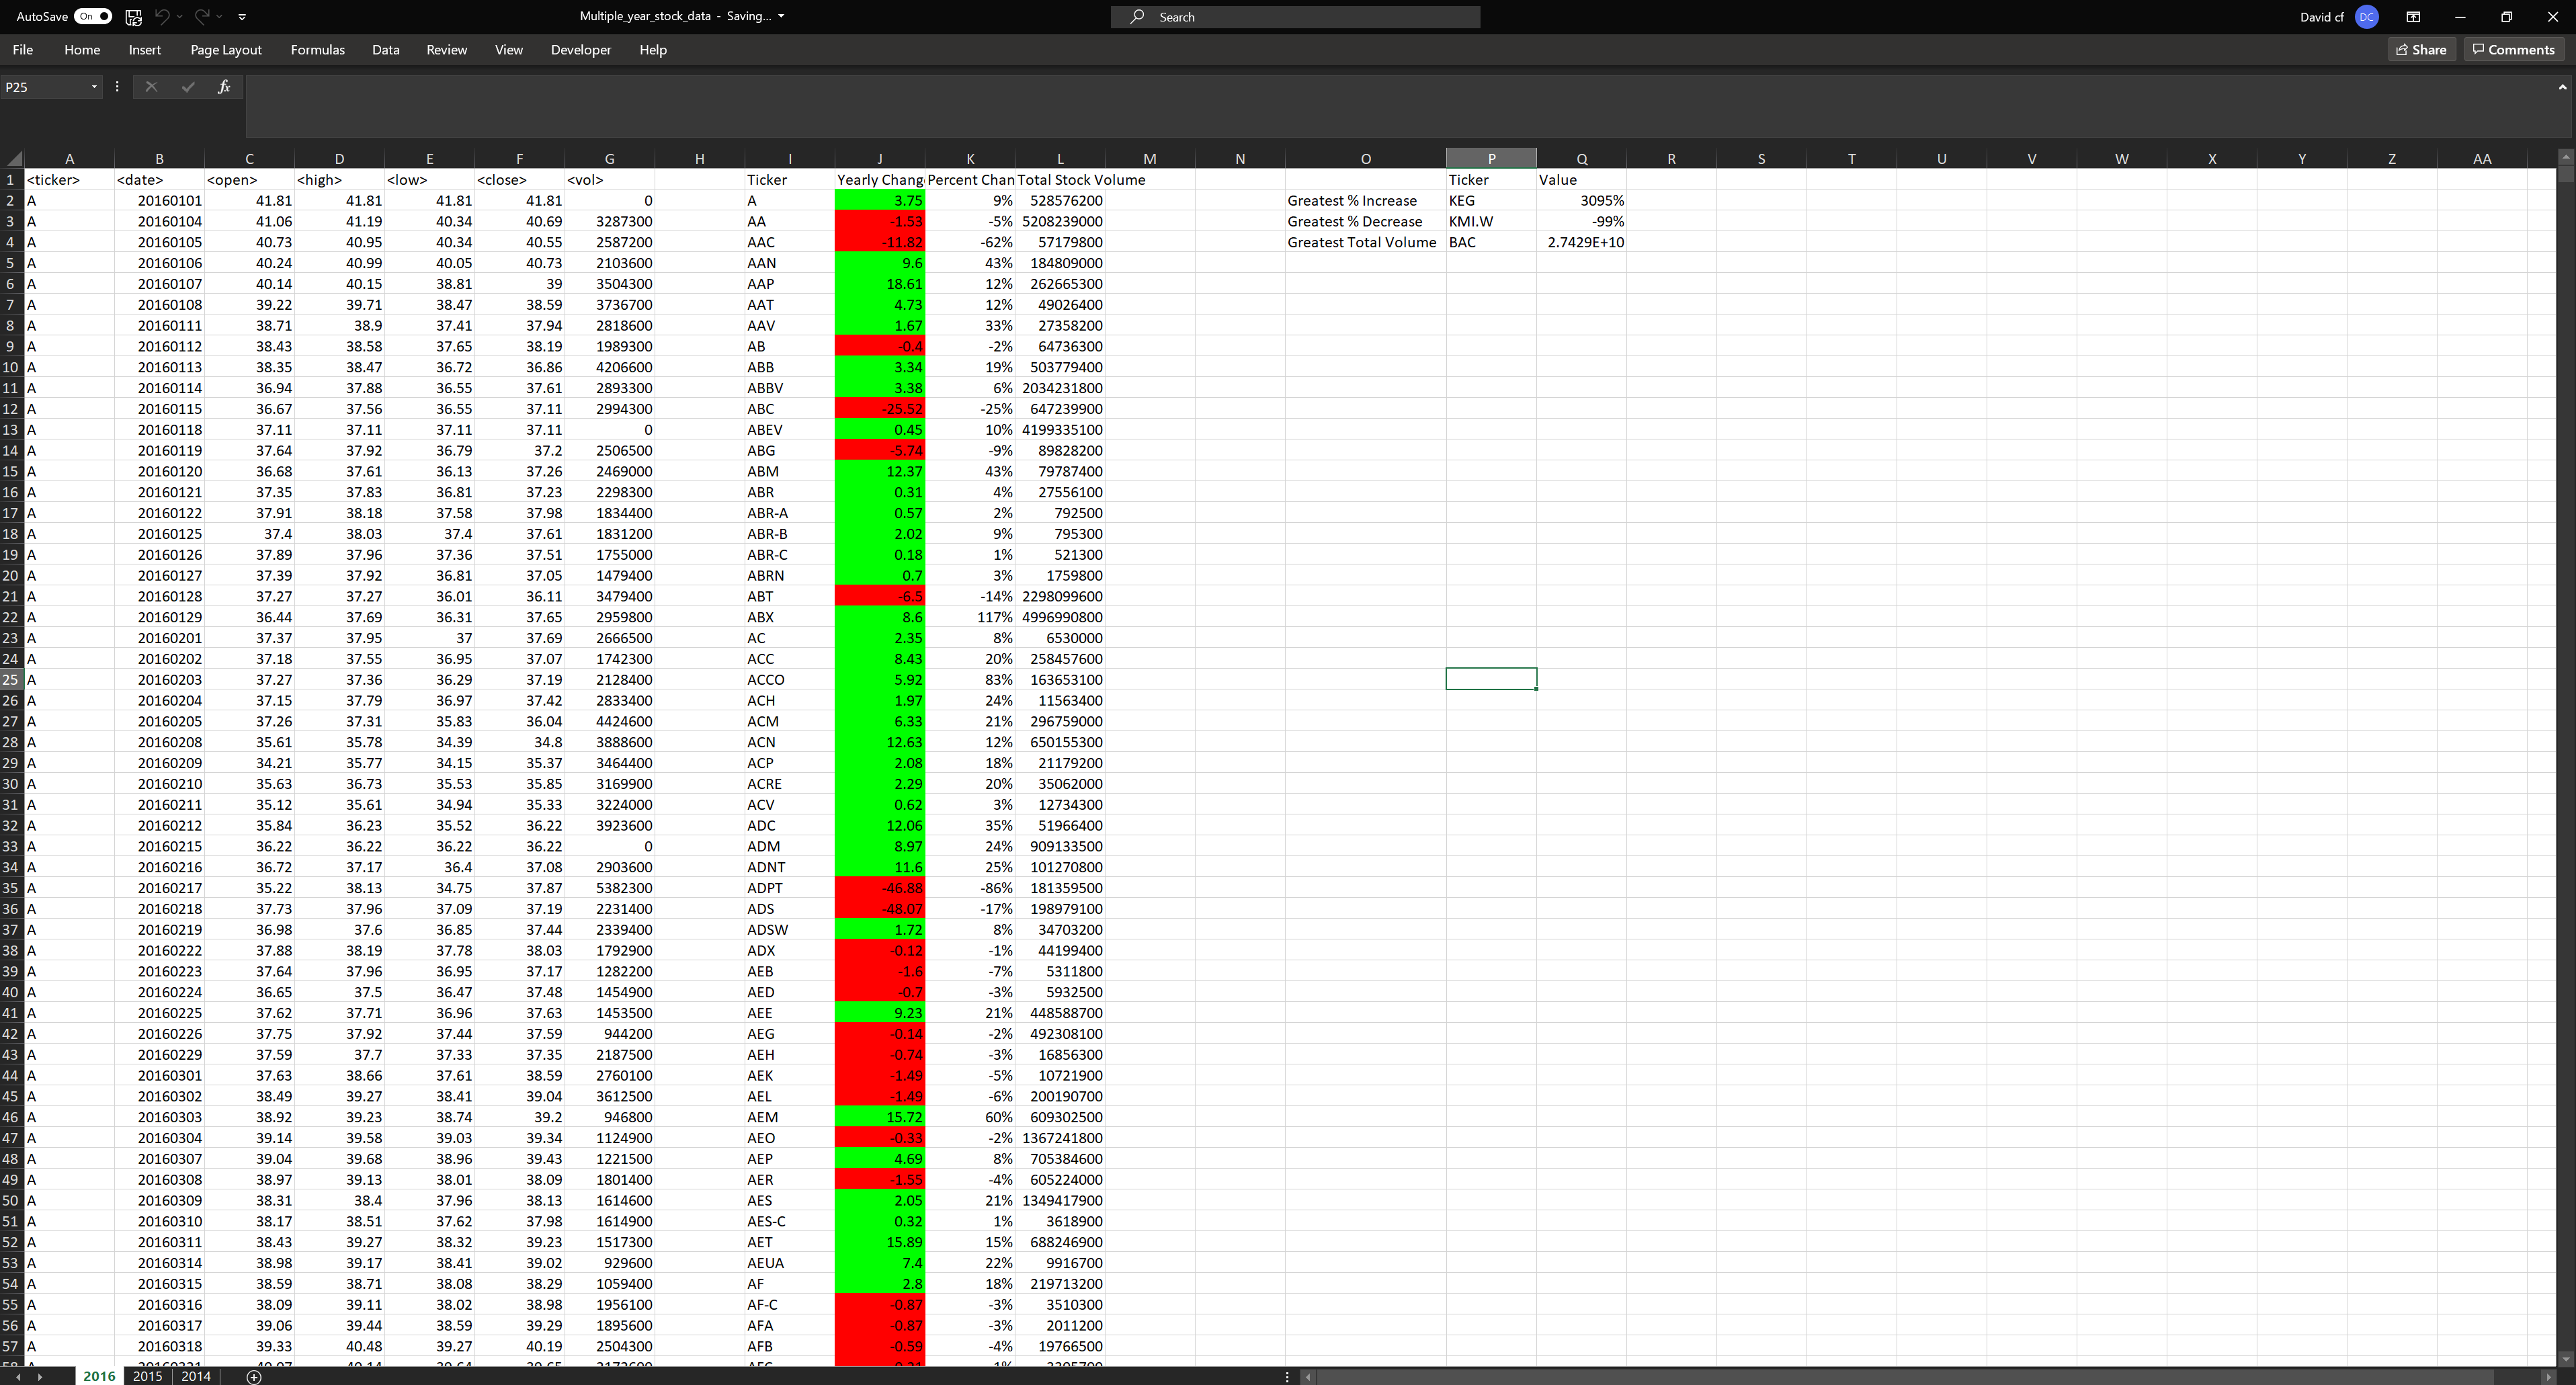 AutoSave On Multiple_year_stock_data - Saving... Search David cf DC
File Home Insert Page Layout Formulas Data Review View Developer Help Share Comments
P25 fx
A B C D E F G H I J K L M N O P Q R S T U V W X Y Z AA
1 <ticker> <date> <open> <high> <low> <close> <vol> Ticker Yearly Chang Percent Chan Total Stock Volume Ticker Value
2 A 20160101 41.81 41.81 41.81 41.81 0 A 3.75 9% 528576200 Greatest % Increase KEG 3095%
3 A 20160104 41.06 41.19 40.34 40.69 3287300 AA -1.53 -5% 5208239000 Greatest % Decrease KMI.W -99%
4 A 20160105 40.73 40.95 40.34 40.55 2587200 AAC -11.82 -62% 57179800 Greatest Total Volume BAC 2.7429E+10
5 A 20160106 40.24 40.99 40.05 40.73 2103600 AAN 9.6 43% 184809000
6 A 20160107 40.14 40.15 38.81 39 3504300 AAP 18.61 12% 262665300
7 A 20160108 39.22 39.71 38.47 38.59 3736700 AAT 4.73 12% 49026400
8 A 20160111 38.71 38.9 37.41 37.94 2818600 AAV 1.67 33% 27358200
9 A 20160112 38.43 38.58 37.65 38.19 1989300 AB -0.4 -2% 64736300
10 A 20160113 38.35 38.47 36.72 36.86 4206600 ABB 3.34 19% 503779400
11 A 20160114 36.94 37.88 36.55 37.61 2893300 ABBV 3.38 6% 2034231800
12 A 20160115 36.67 37.56 36.55 37.11 2994300 ABC -25.52 -25% 647239900
13 A 20160118 37.11 37.11 37.11 37.11 0 ABEV 0.45 10% 4199335100
14 A 20160119 37.64 37.92 36.79 37.2 2506500 ABG -5.74 -9% 89828200
15 A 20160120 36.68 37.61 36.13 37.26 2469000 ABM 12.37 43% 79787400
16 A 20160121 37.35 37.83 36.81 37.23 2298300 ABR 0.31 4% 27556100
17 A 20160122 37.91 38.18 37.58 37.98 1834400 ABR-A 0.57 2% 792500
18 A 20160125 37.4 38.03 37.4 37.61 1831200 ABR-B 2.02 9% 795300
19 A 20160126 37.89 37.96 37.36 37.51 1755000 ABR-C 0.18 1% 521300
20 A 20160127 37.39 37.92 36.81 37.05 1479400 ABRN 0.7 3% 1759800
21 A 20160128 37.27 37.27 36.01 36.11 3479400 ABT -6.5 -14% 2298099600
22 A 20160129 36.44 37.69 36.31 37.65 2959800 ABX 8.6 117% 4996990800
23 A 20160201 37.37 37.95 37 37.69 2666500 AC 2.35 8% 6530000
24 A 20160202 37.18 37.55 36.95 37.07 1742300 ACC 8.43 20% 258457600
25 A 20160203 37.27 37.36 36.29 37.19 2128400 ACCO 5.92 83% 163653100
26 A 20160204 37.15 37.79 36.97 37.42 2833400 ACH 1.97 24% 11563400
27 A 20160205 37.26 37.31 35.83 36.04 4424600 ACM 6.33 21% 296759000
28 A 20160208 35.61 35.78 34.39 34.8 3888600 ACN 12.63 12% 650155300
29 A 20160209 34.21 35.77 34.15 35.37 3464400 ACP 2.08 18% 21179200
30 A 20160210 35.63 36.73 35.53 35.85 3169900 ACRE 2.29 20% 35062000
31 A 20160211 35.12 35.61 34.94 35.33 3224000 ACV 0.62 3% 12734300
32 A 20160212 35.84 36.23 35.52 36.22 3923600 ADC 12.06 35% 51966400
33 A 20160215 36.22 36.22 36.22 36.22 0 ADM 8.97 24% 909133500
34 A 20160216 36.72 37.17 36.4 37.08 2903600 ADNT 11.6 25% 101270800
35 A 20160217 35.22 38.13 34.75 37.87 5382300 ADPT -46.88 -86% 181359500
36 A 20160218 37.73 37.96 37.09 37.19 2231400 ADS -48.07 -17% 198979100
37 A 20160219 36.98 37.6 36.85 37.44 2339400 ADSW 1.72 8% 34703200
38 A 20160222 37.88 38.19 37.78 38.03 1792900 ADX -0.12 -1% 44199400
39 A 20160223 37.64 37.96 36.95 37.17 1282200 AEB -1.6 -7% 5311800
40 A 20160224 36.65 37.5 36.47 37.48 1454900 AED -0.7 -3% 5932500
41 A 20160225 37.62 37.71 36.96 37.63 1453500 AEE 9.23 21% 448588700
42 A 20160226 37.75 37.92 37.44 37.59 944200 AEG -0.14 -2% 492308100
43 A 20160229 37.59 37.7 37.33 37.35 2187500 AEH -0.74 -3% 16856300
44 A 20160301 37.63 38.66 37.61 38.59 2760100 AEK -1.49 -5% 10721900
45 A 20160302 38.49 39.27 38.41 39.04 3612500 AEL -1.49 -6% 200190700
46 A 20160303 38.92 39.23 38.74 39.2 946800 AEM 15.72 60% 609302500
47 A 20160304 39.14 39.58 39.03 39.34 1124900 AEO -0.33 -2% 1367241800
48 A 20160307 39.04 39.68 38.96 39.43 1221500 AEP 4.69 8% 705384600
49 A 20160308 38.97 39.13 38.01 38.09 1801400 AER -1.55 -4% 605224000
50 A 20160309 38.31 38.4 37.96 38.13 1614600 AES 2.05 21% 1349417900
51 A 20160310 38.17 38.51 37.62 37.98 1614900 AES-C 0.32 1% 3618900
52 A 20160311 38.43 39.27 38.32 39.23 1517300 AET 15.89 15% 688246900
53 A 20160314 38.98 39.17 38.41 39.02 929600 AEUA 7.4 22% 9916700
54 A 20160315 38.59 38.71 38.08 38.29 1059400 AF 2.8 18% 219713200
55 A 20160316 38.09 39.11 38.02 38.98 1956100 AF-C -0.87 -3% 3510300
56 A 20160317 39.06 39.44 38.59 39.29 1895600 AFA -0.87 -3% 2011200
57 A 20160318 39.33 40.48 39.27 40.19 2504300 AFB -0.59 -4% 19766500
2016 2015 2014